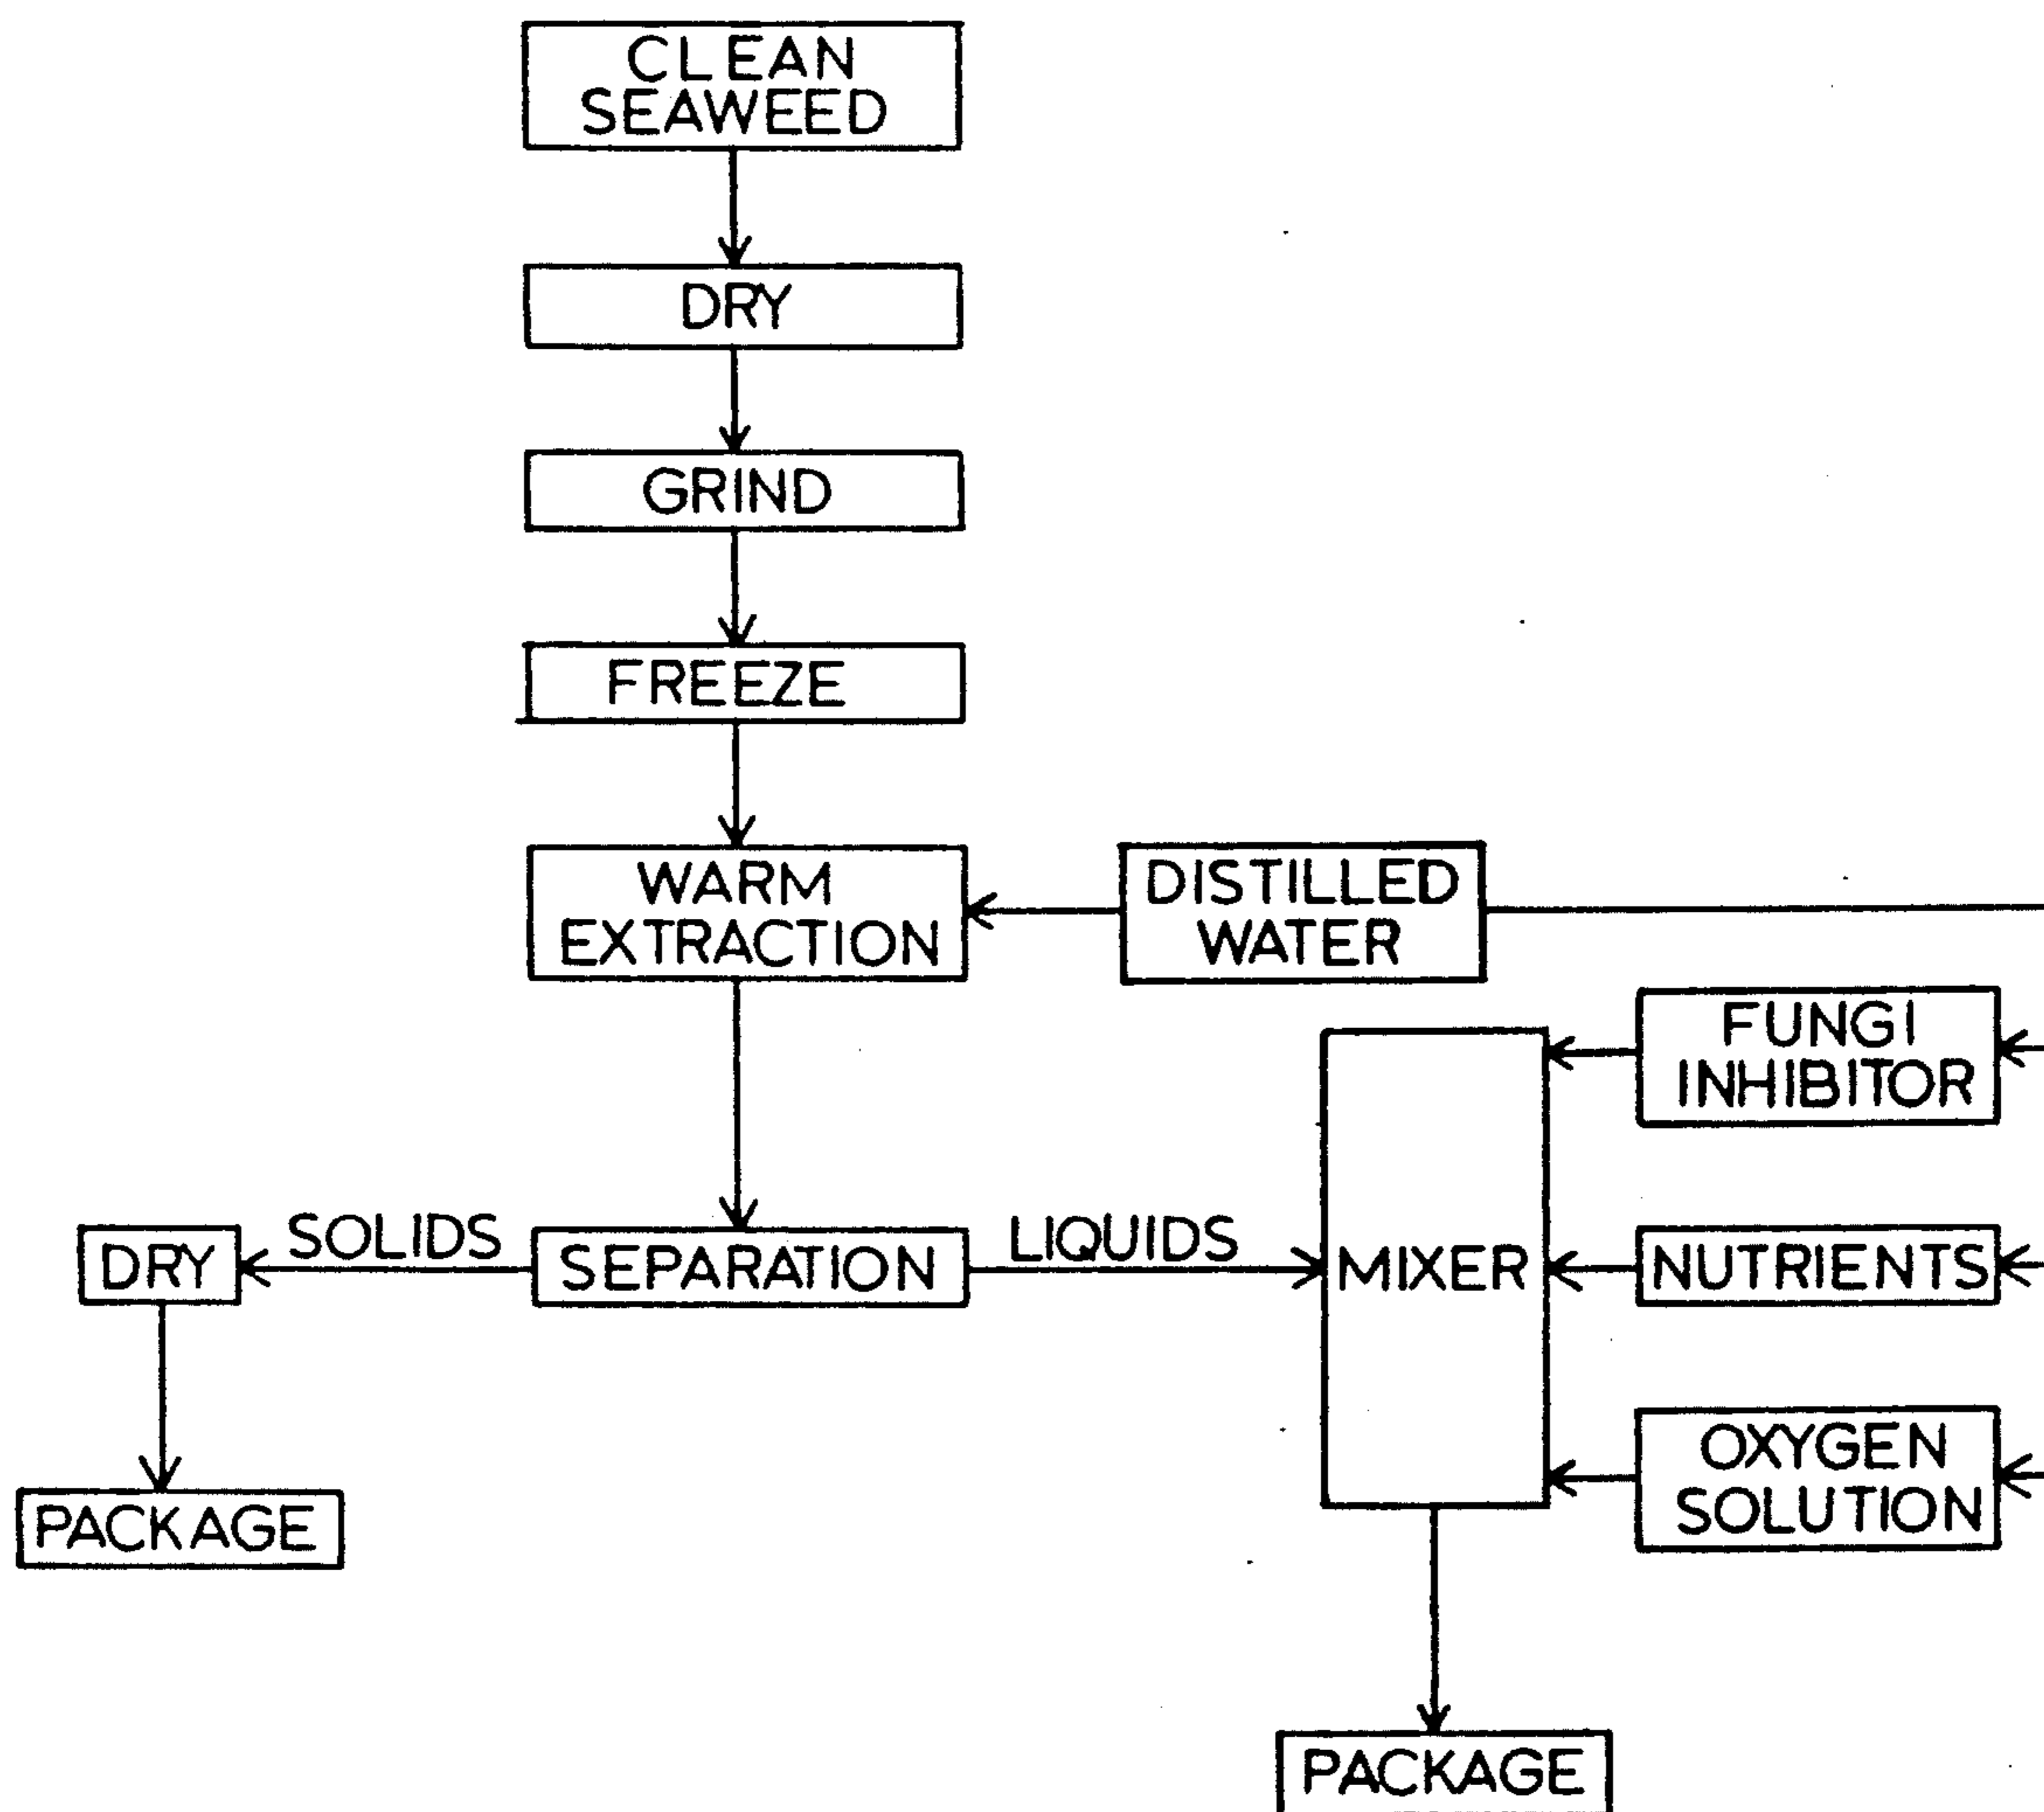 CLEAN
SEAWEED
DRY
GRIND
FREEZE
WARM
EXTRACTION
DISTILLED
WATER
FUNGI
INHIBITOR
DRY
SOLIDS
SEPARATION
LIQUIDS
MIXER
NUTRIENTS
OXYGEN
SOLUTION
PACKAGE
PACKAGE